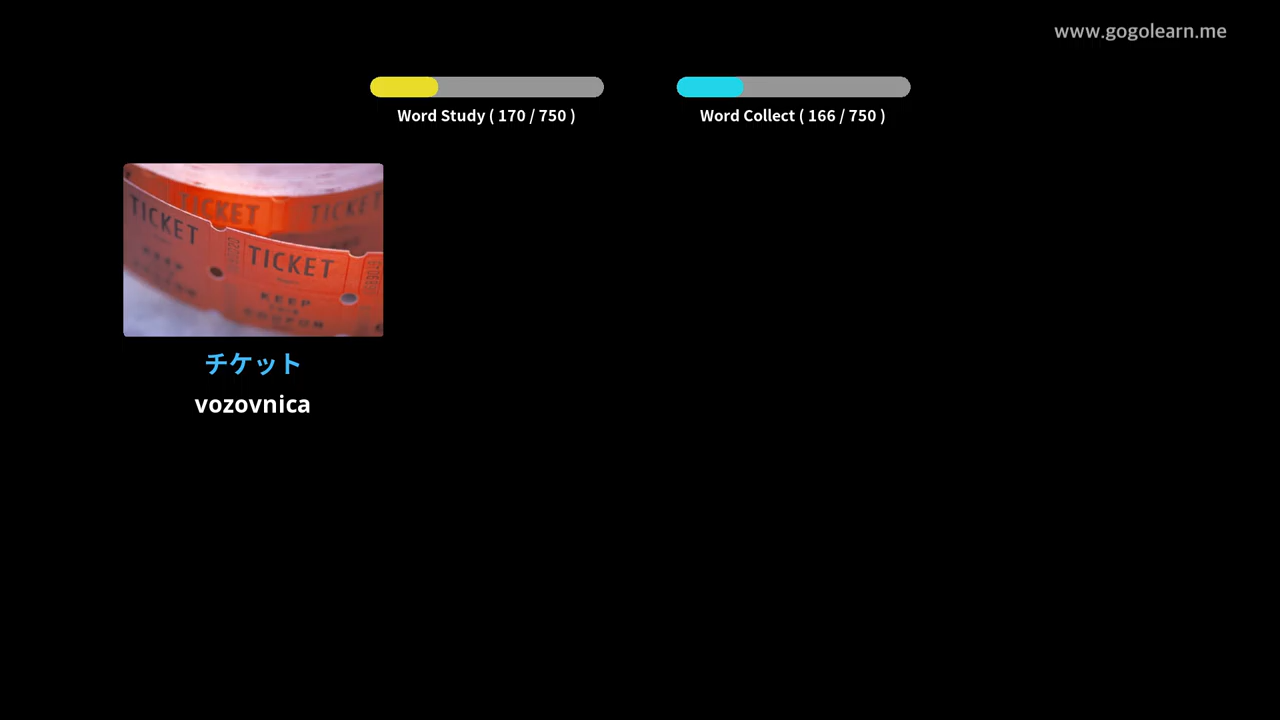 www.gogolearn.me
Word Study ( 170 / 750 )
Word Collect ( 166 / 750 )
TICKET
TICKET
TICKET
TICKET
KEEP
COUPON
チケット
vozovnica